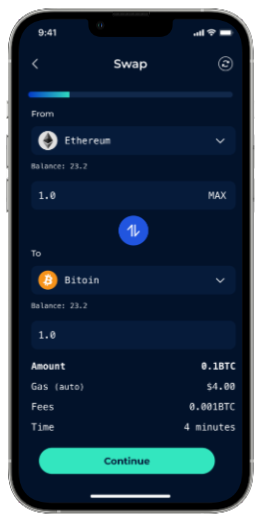 9:41
Swap
From
Ethereum
Balance: 23.2
1.0 MAX
To
Bitoin
Balance: 23.2
1.0
Amount 0.1BTC
Gas (auto) $4.00
Fees 0.001BTC
Time 4 minutes
Continue